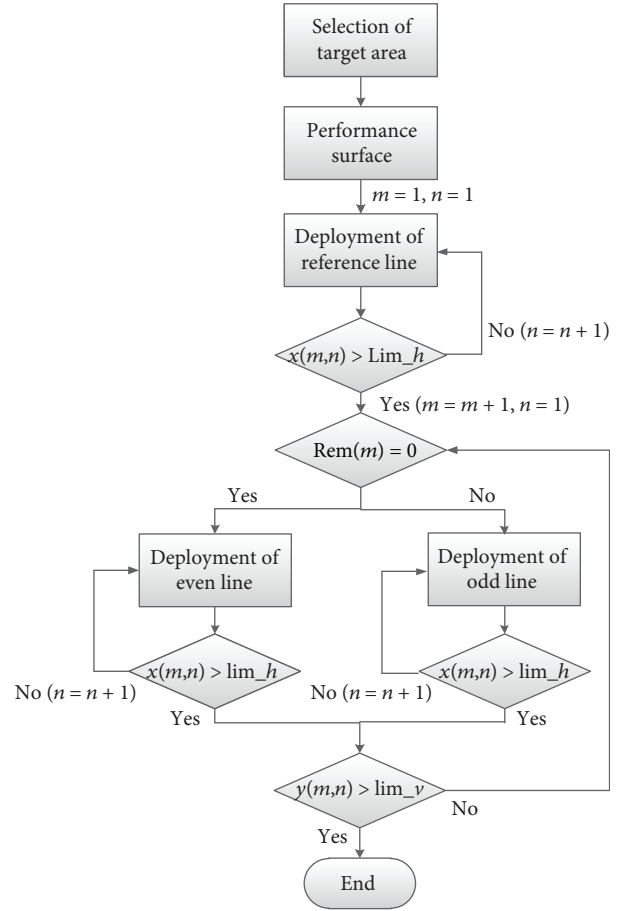 Selection of
target area
Performance
surface
m = 1, n = 1
Deployment of
reference line
No (n = n + 1)
x(m,n) > Lim_h
Yes (m = m + 1, n = 1)
Rem(m) = 0
Yes
No
Deployment of
even line
Deployment of
odd line
x(m,n) > lim_h
x(m,n) > lim_h
No (n = n + 1)
No (n = n + 1)
Yes
Yes
y(m,n) > lim_v
No
Yes
End